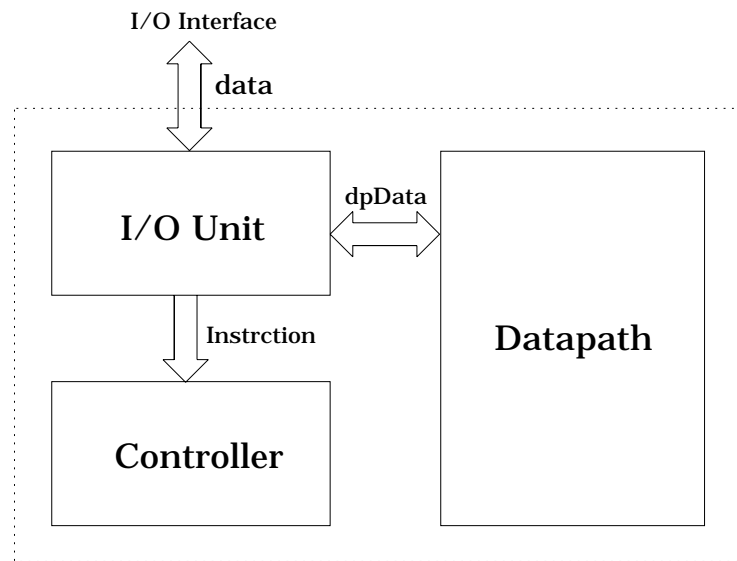 I/O Interface
data
dpData
I/O Unit
Instrction
Datapath
Controller